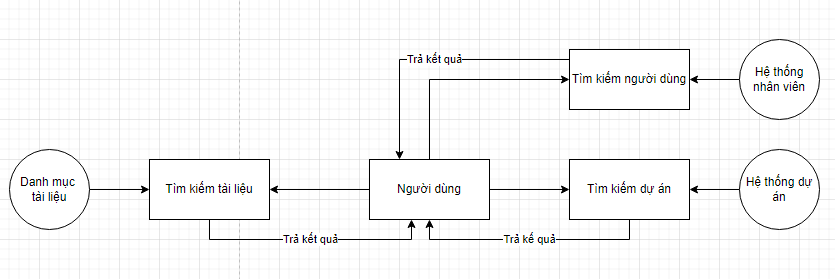 Trả kết quả
Tìm kiếm người dùng
Hệ thống
nhân viên
Danh mục
tài liệu
Tìm kiếm tài liệu
Người dùng
Tìm kiếm dự án
Hệ thống dự
án
Trả kết quả
Trả kế quả